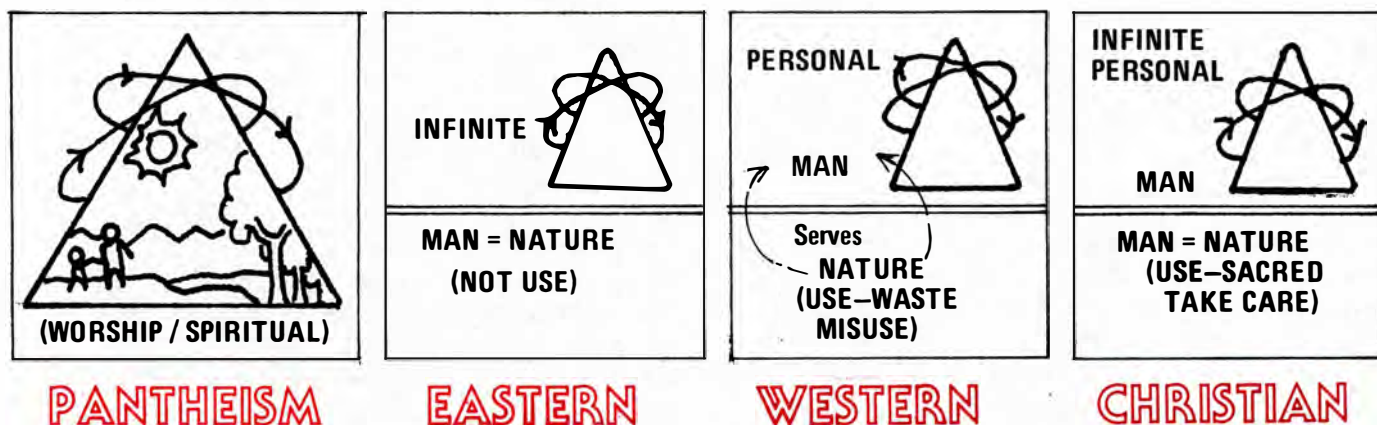 (WORSHIP / SPIRITUAL)
PANTHEISM
INFINITE
MAN = NATURE
(NOT USE)
EASTERN
PERSONAL
MAN
Serves
NATURE
(USE–WASTE
MISUSE)
WESTERN
INFINITE
PERSONAL
MAN
MAN = NATURE
(USE–SACRED
TAKE CARE)
CHRISTIAN